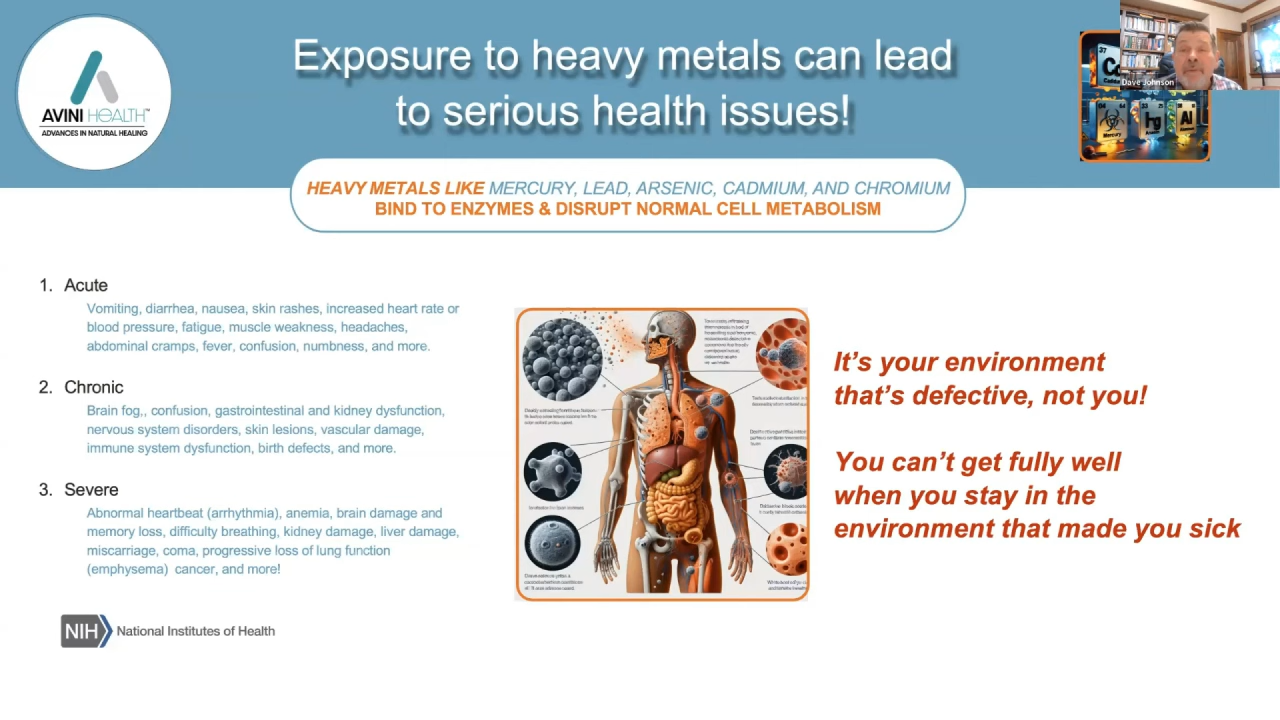 Exposure to heavy metals can lead
to serious health issues!
AVINI HEALTH™
ADVANCES IN NATURAL HEALING
Dave Johnson
37
HEAVY METALS LIKE MERCURY, LEAD, ARSENIC, CADMIUM, AND CHROMIUM
BIND TO ENZYMES & DISRUPT NORMAL CELL METABOLISM
hg
Al
1. Acute
Vomiting, diarrhea, nausea, skin rashes, increased heart rate or
blood pressure, fatigue, muscle weakness, headaches,
abdominal cramps, fever, confusion, numbness, and more.
2. Chronic
Brain fog,, confusion, gastrointestinal and kidney dysfunction,
nervous system disorders, skin lesions, vascular damage,
immune system dysfunction, birth defects, and more.
3. Severe
Abnormal heartbeat (arrhythmia), anemia, brain damage and
memory loss, difficulty breathing, kidney damage, liver damage,
miscarriage, coma, progressive loss of lung function
(emphysema) cancer, and more!
It's your environment
that's defective, not you!
You can't get fully well
when you stay in the
environment that made you sick
NIH National Institutes of Health